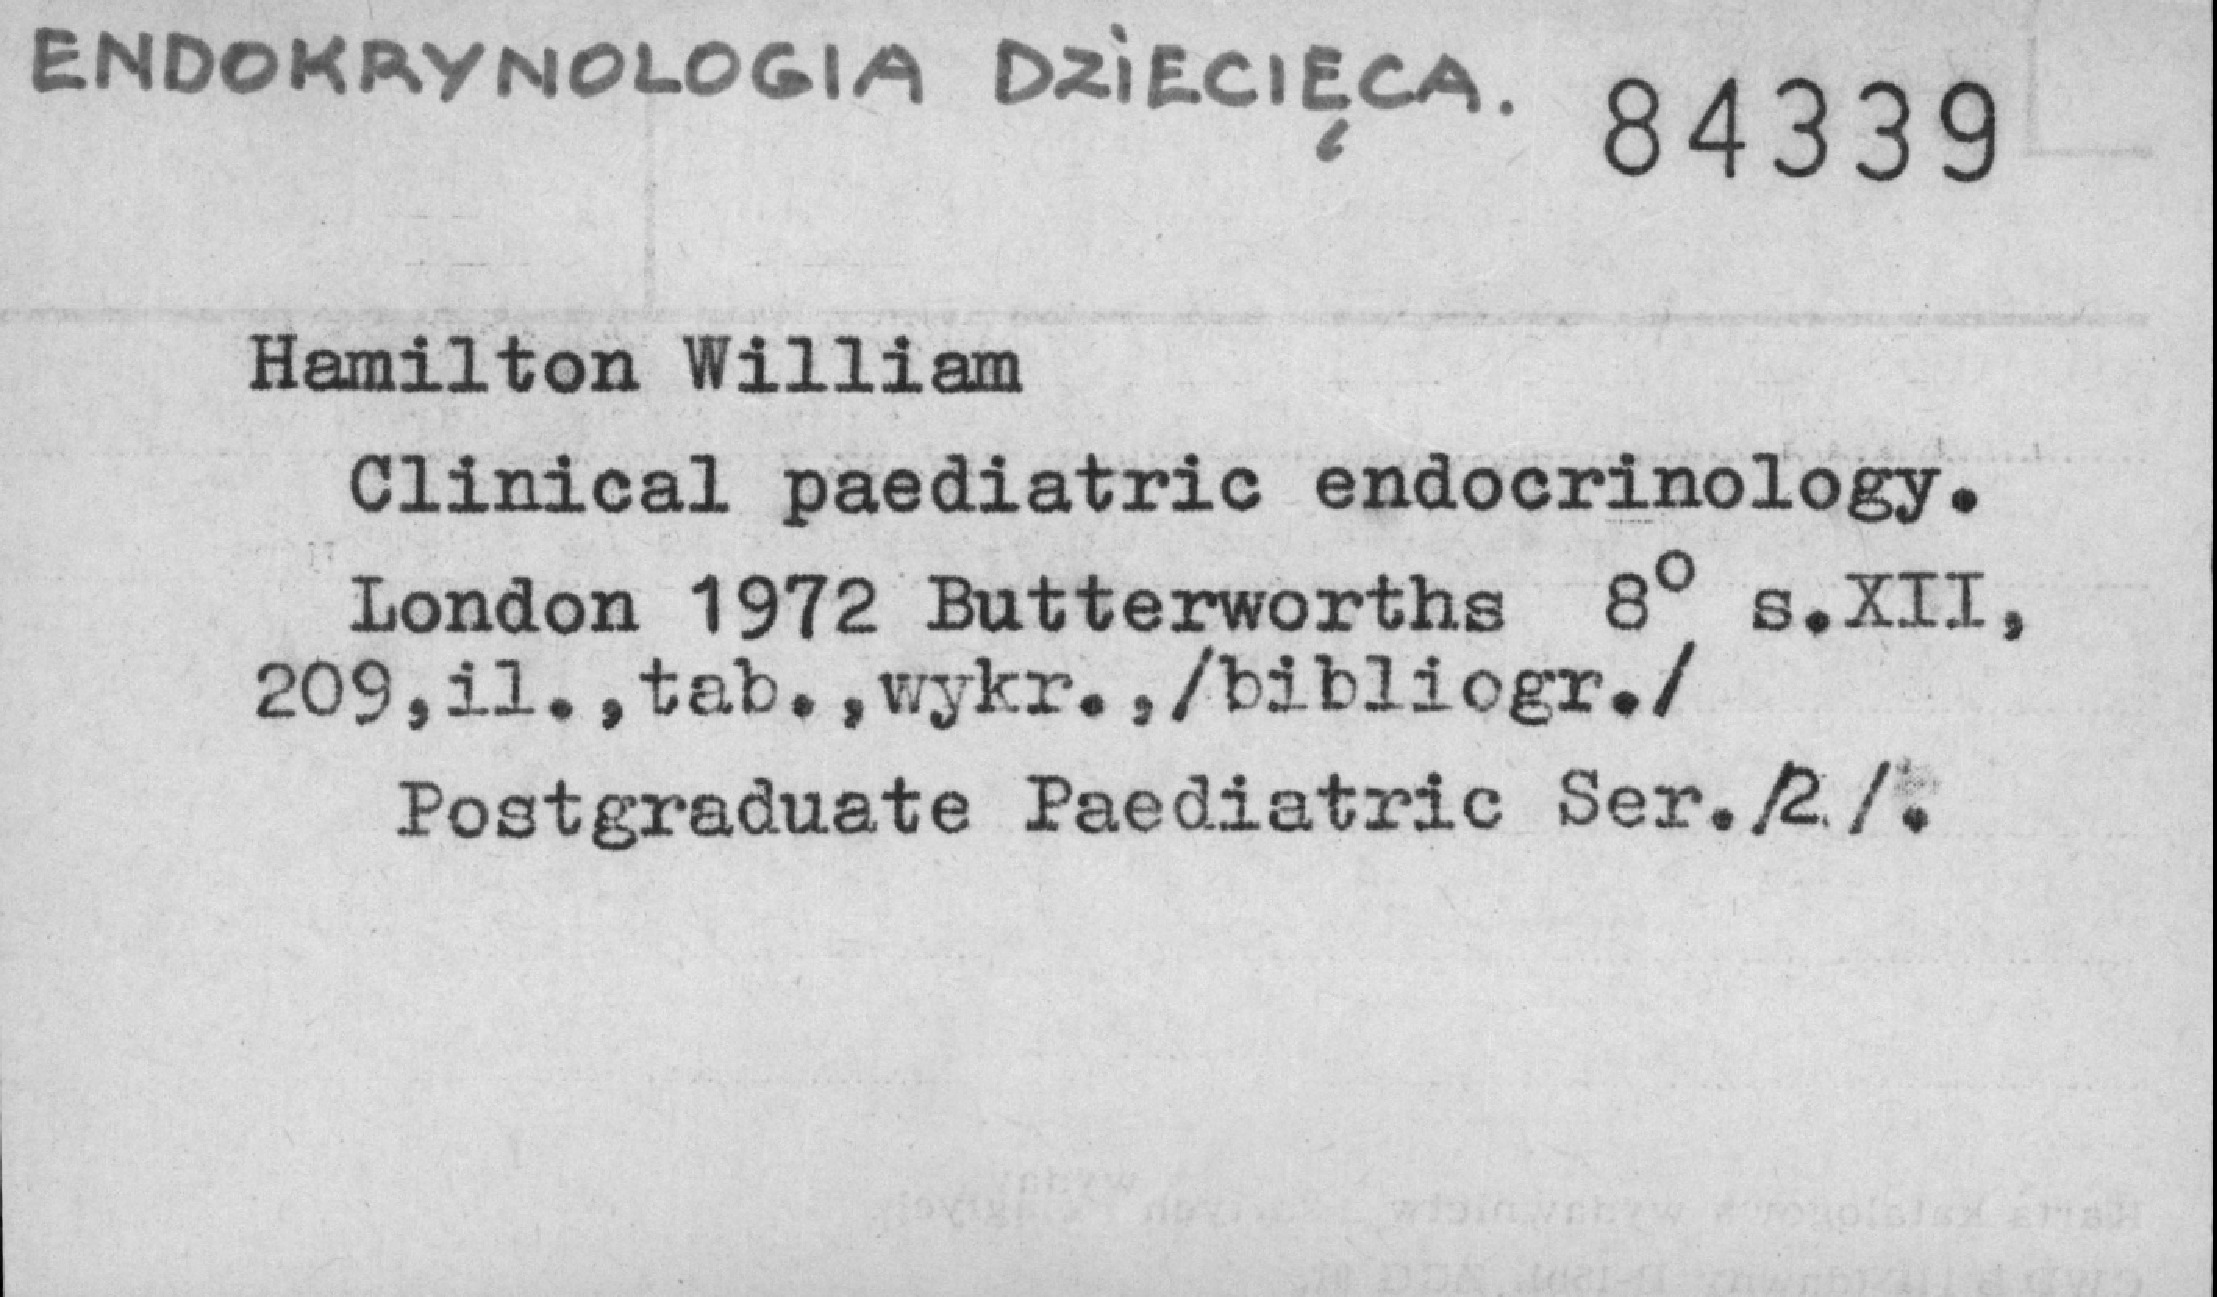 ENDOKRYNOLOGIA DZIECIĘCA. 84339
Hamilton William
Clinical paediatric endocrinology.
London 1972 Butterworths 8° s.XII,
209,il.,tab.,wykr.,/bibliogr./
Postgraduate Paediatric Ser./2/.